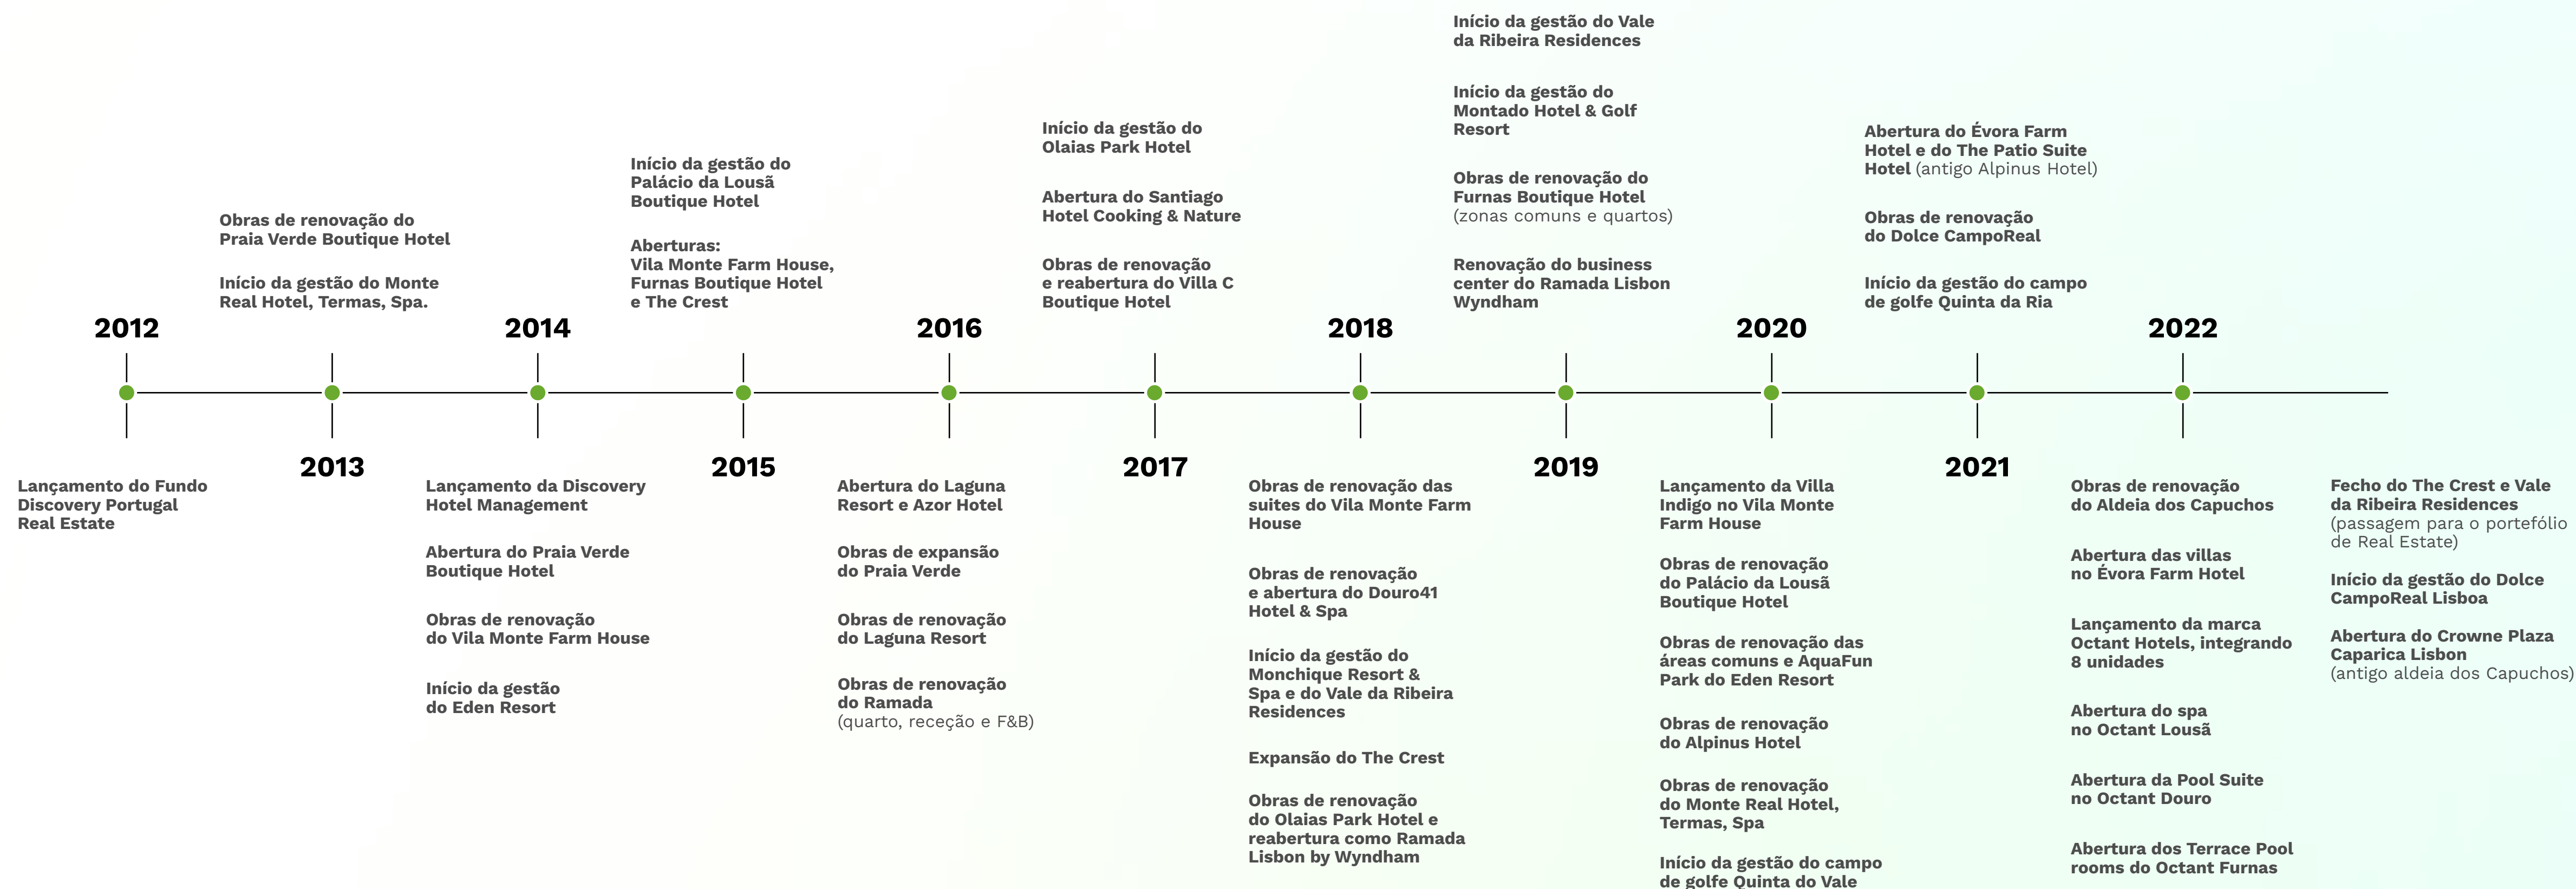 2012
Lançamento do Fundo
Discovery Portugal
Real Estate
Obras de renovação do
Praia Verde Boutique Hotel
Início da gestão do Monte
Real Hotel, Termas, Spa.
2013
2014
Lançamento da Discovery
Hotel Management
Abertura do Praia Verde
Boutique Hotel
Obras de renovação
do Vila Monte Farm House
Início da gestão
do Eden Resort
Início da gestão do
Palácio da Lousã
Boutique Hotel
Aberturas:
Vila Monte Farm House,
Furnas Boutique Hotel
e The Crest
2015
2016
Abertura do Laguna
Resort e Azor Hotel
Obras de expansão
do Praia Verde
Obras de renovação
do Laguna Resort
Obras de renovação
do Ramada
(quarto, receção e F&B)
Início da gestão do
Olaias Park Hotel
Abertura do Santiago
Hotel Cooking & Nature
Obras de renovação
e reabertura do Villa C
Boutique Hotel
2017
2018
Obras de renovação das
suites do Vila Monte Farm
House
Obras de renovação
e abertura do Douro41
Hotel & Spa
Início da gestão do
Monchique Resort &
Spa e do Vale da Ribeira
Residences
Expansão do The Crest
Obras de renovação
do Olaias Park Hotel e
reabertura como Ramada
Lisbon by Wyndham
Início da gestão do Vale
da Ribeira Residences
Início da gestão do
Montado Hotel & Golf
Resort
Obras de renovação do
Furnas Boutique Hotel
(zonas comuns e quartos)
Renovação do business
center do Ramada Lisbon
Wyndham
2019
2020
Lançamento da Villa
Indigo no Vila Monte
Farm House
Obras de renovação
do Palácio da Lousã
Boutique Hotel
Obras de renovação das
áreas comuns e AquaFun
Park do Eden Resort
Obras de renovação
do Alpinus Hotel
Obras de renovação
do Monte Real Hotel,
Termas, Spa
Início da gestão do campo
de golfe Quinta do Vale
Abertura do Évora Farm
Hotel e do The Patio Suite
Hotel (antigo Alpinus Hotel)
Obras de renovação
do Dolce CampoReal
Início da gestão do campo
de golfe Quinta da Ria
2021
2022
Obras de renovação
do Aldeia dos Capuchos
Abertura das villas
no Évora Farm Hotel
Lançamento da marca
Octant Hotels, integrando
8 unidades
Abertura do spa
no Octant Lousã
Abertura da Pool Suite
no Octant Douro
Abertura dos Terrace Pool
rooms do Octant Furnas
Fecho do The Crest e Vale
da Ribeira Residences
(passagem para o portefólio
de Real Estate)
Início da gestão do Dolce
CampoReal Lisboa
Abertura do Crowne Plaza
Caparica Lisbon
(antigo aldeia dos Capuchos)